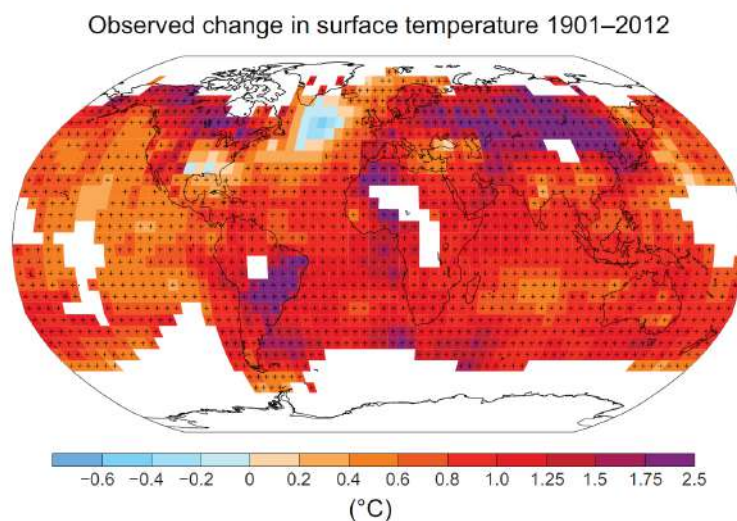 Observed change in surface temperature 1901–2012
−0.6 −0.4 −0.2 0 0.2 0.4 0.6 0.8 1.0 1.25 1.5 1.75 2.5
(°C)